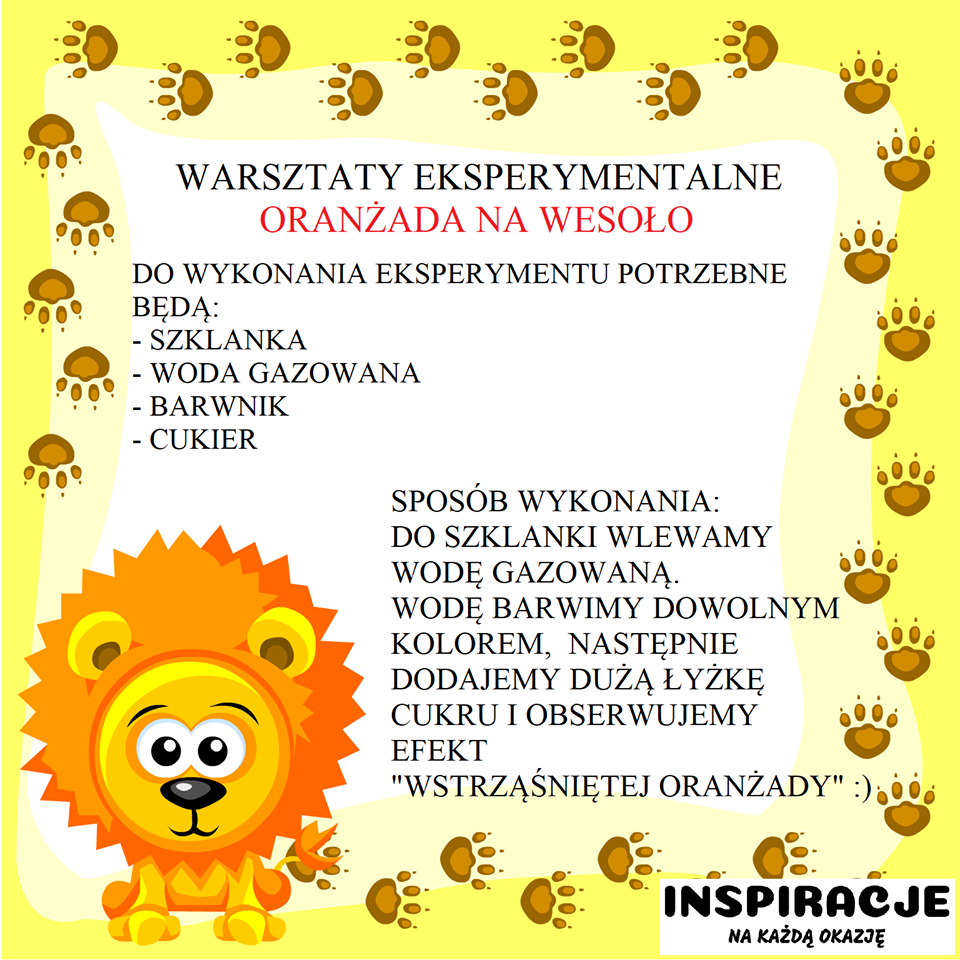 WARSZTATY EKSPERYMENTALNE
ORANŻADA NA WESOŁO
DO WYKONANIA EKSPERYMENTU POTRZEBNE
BĘDĄ:
- SZKLANKA
- WODA GAZOWANA
- BARWNIK
- CUKIER
SPOSÓB WYKONANIA:
DO SZKLANKI WLEWAMY
WODĘ GAZOWANĄ.
WODĘ BARWIMY DOWOLNYM
KOLOREM, NASTĘPNIE
DODAJEMY DUŻĄ ŁYŻKĘ
CUKRU I OBSERWUJEMY
EFEKT
"WSTRZĄŚNIĘTEJ ORANŻADY" :)
INSPIRACJE
NA KAŻDĄ OKAZJĘ